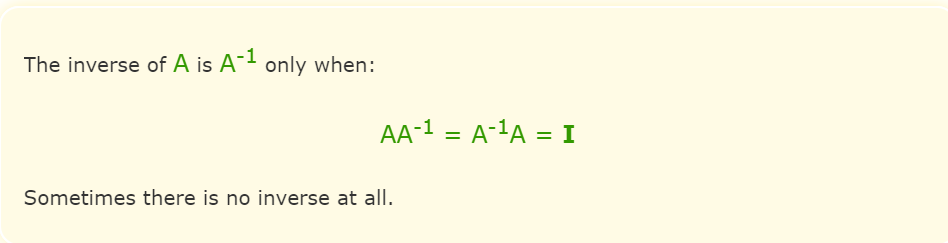 The inverse of A is A⁻¹ only when:
AA⁻¹ = A⁻¹A = I
Sometimes there is no inverse at all.